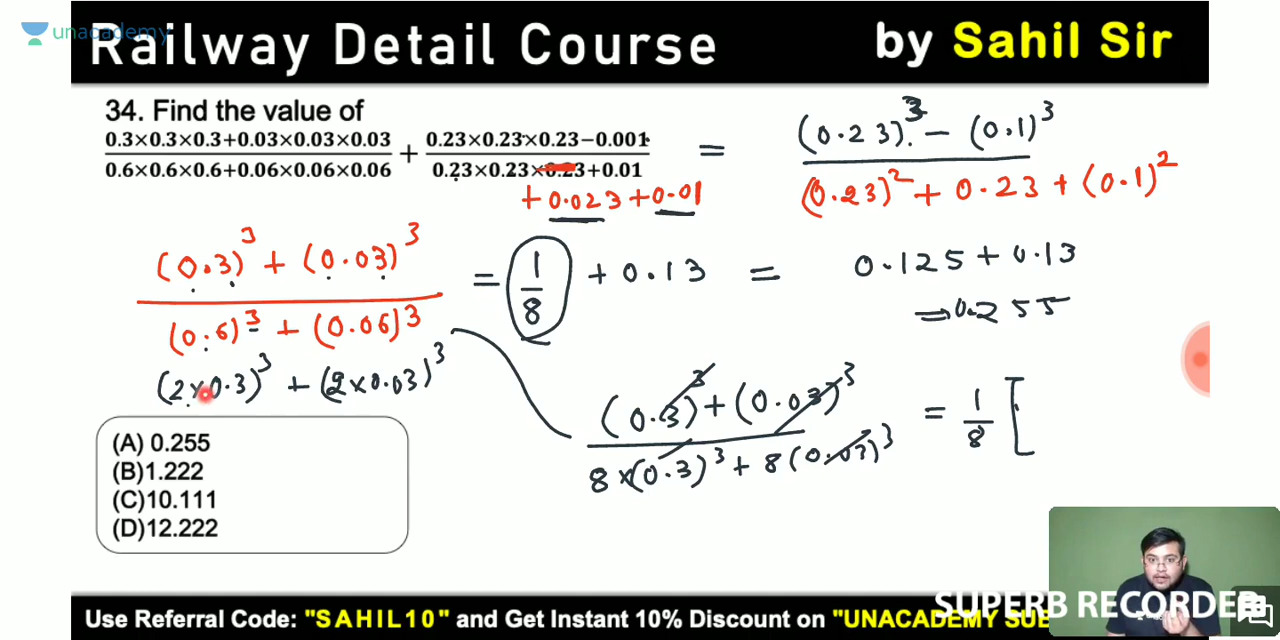 unacademy
Railway Detail Course
by Sahil Sir
34. Find the value of
0.3×0.3×0.3+0.03×0.03×0.03 / 0.6×0.6×0.6+0.06×0.06×0.06 + 0.23×0.23×0.23−0.001 / 0.23×0.23×0.23+0.01
+ 0.023 + 0.01
= (0.23)³ − (0.1)³ / (0.23)² + 0.23 + (0.1)²
(0.3)³ + (0.03)³ / (0.6)³ + (0.06)³ = 1/8 + 0.13 = 0.125 + 0.13
⇒ 0.255
(2×0.3)³ + (2×0.03)³
(0.3)³ + (0.03)³ / 8×(0.3)³ + 8(0.03)³ = 1/8 [
(A) 0.255
(B)1.222
(C)10.111
(D)12.222
SUPERB RECORDER
Use Referral Code: "SAHIL10" and Get Instant 10% Discount on "UNACADEMY SUB